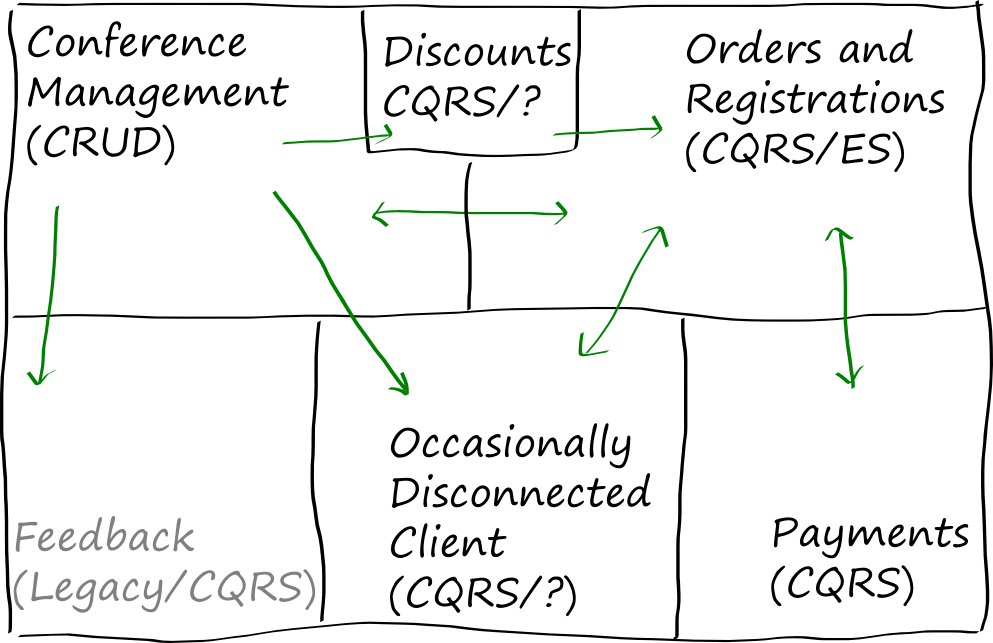 Conference
Management
(CRUD)
Discounts
CQRS/?
Orders and
Registrations
(CQRS/ES)
Feedback
(Legacy/CQRS)
Occasionally
Disconnected
Client
(CQRS/?)
Payments
(CQRS)